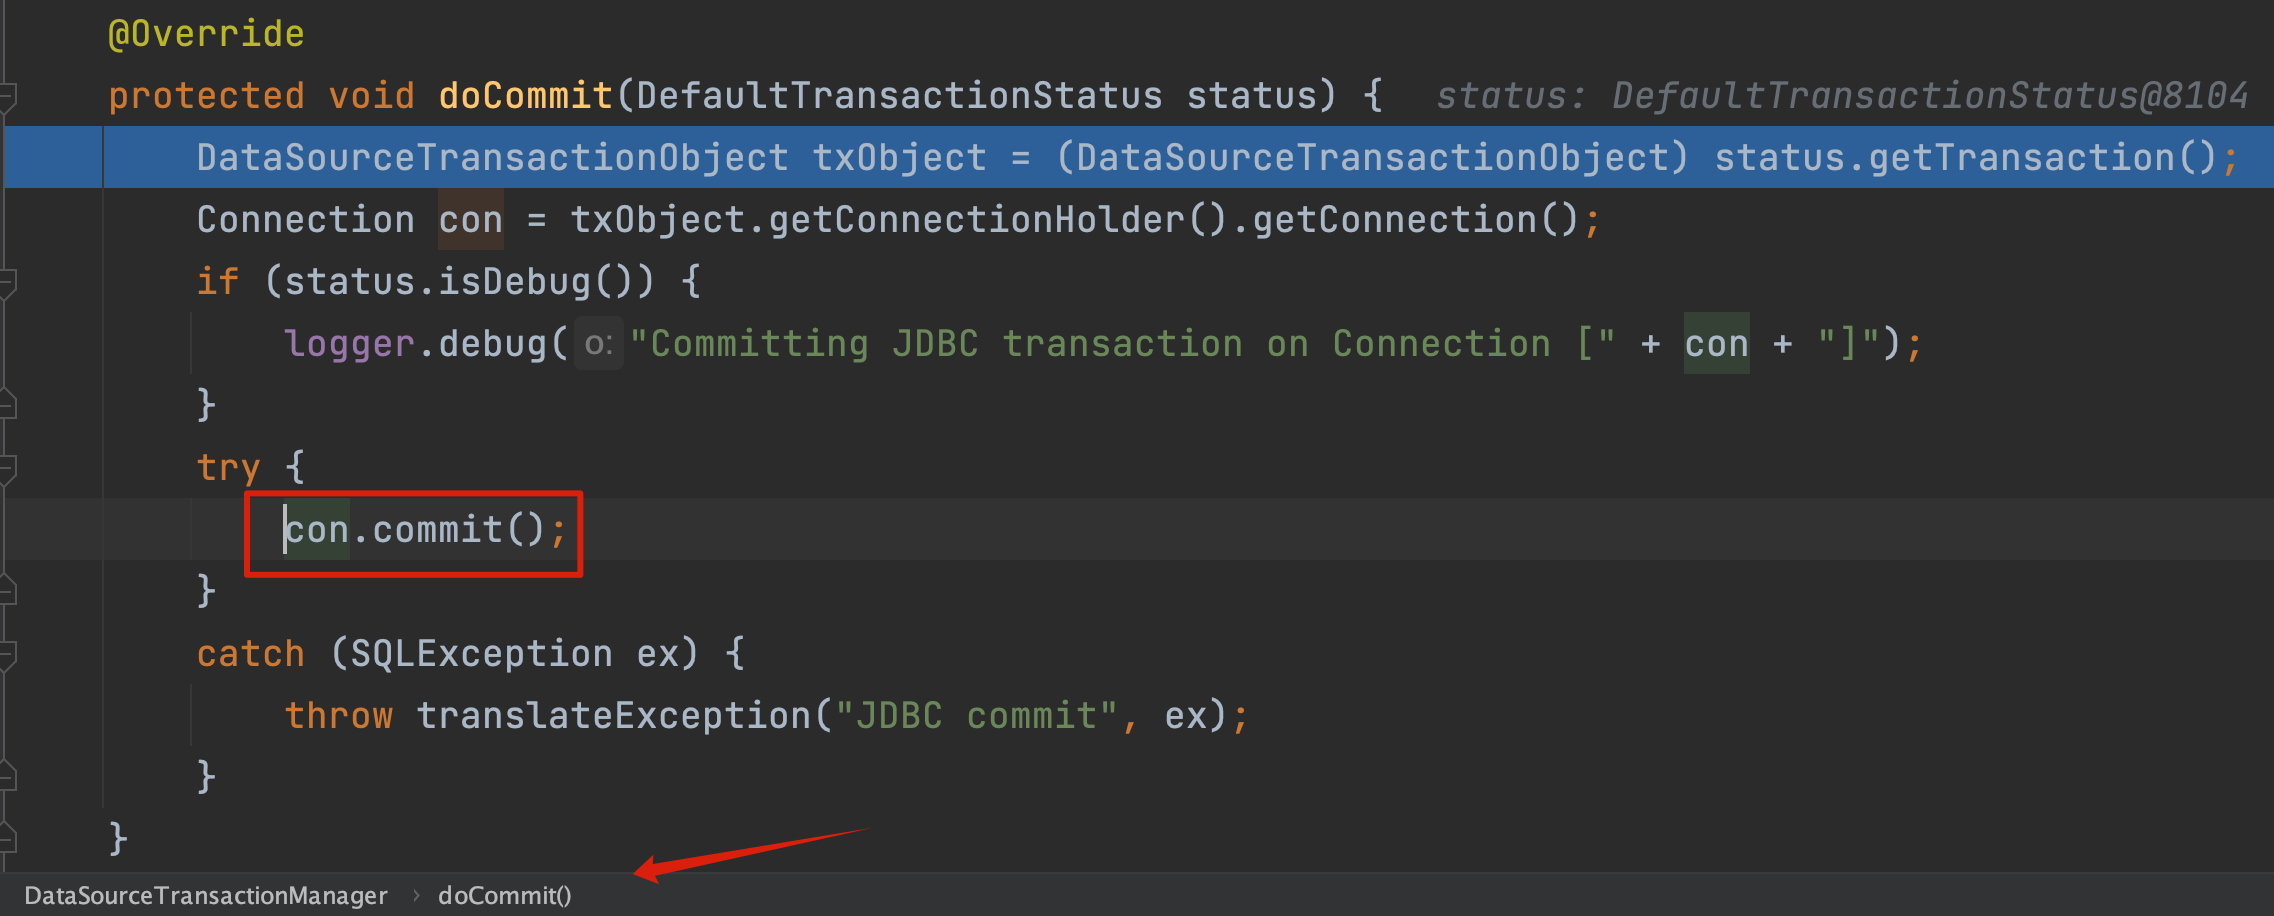 @Override
protected void doCommit(DefaultTransactionStatus status) {   status: DefaultTransactionStatus@8104
DataSourceTransactionObject txObject = (DataSourceTransactionObject) status.getTransaction();
Connection con = txObject.getConnectionHolder().getConnection();
if (status.isDebug()) {
logger.debug( o: "Committing JDBC transaction on Connection [" + con + "]");
}
try {
con.commit();
}
catch (SQLException ex) {
throw translateException("JDBC commit", ex);
}
}
DataSourceTransactionManager › doCommit()